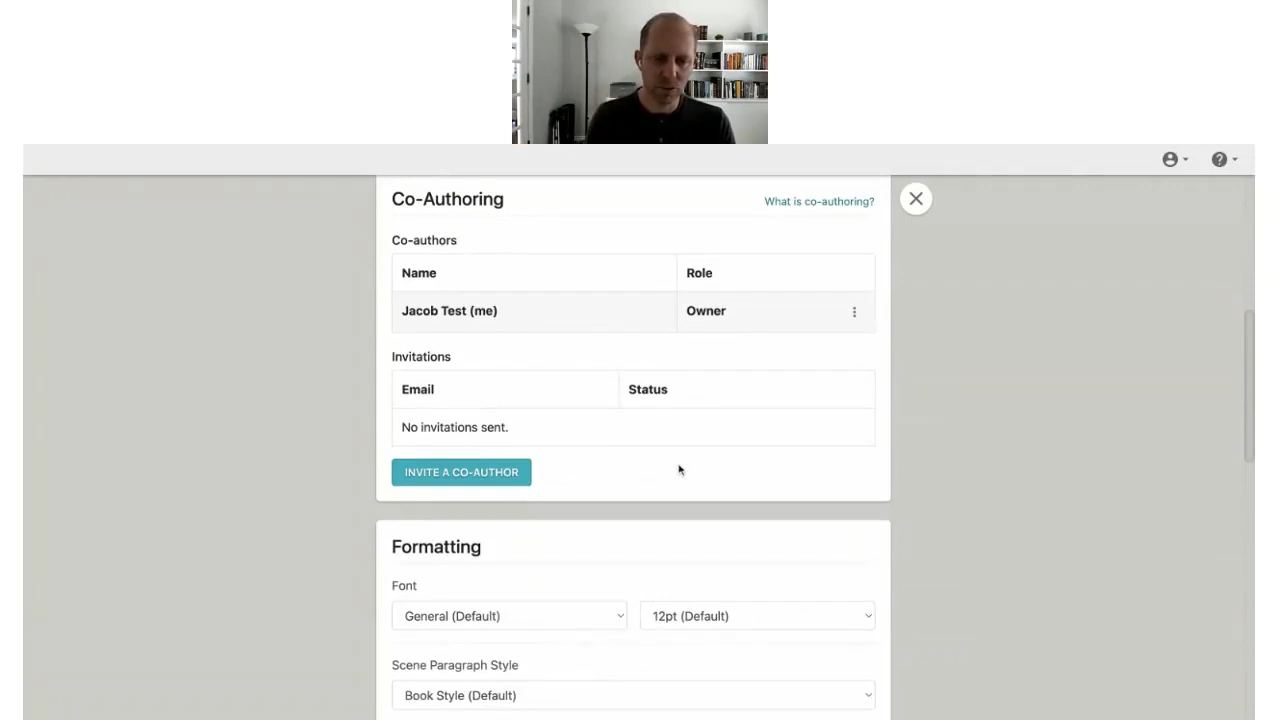 Co-Authoring
What is co-authoring?
Co-authors
Name
Role
Jacob Test (me)
Owner
Invitations
Email
Status
No invitations sent.
INVITE A CO-AUTHOR
Formatting
Font
General (Default)
12pt (Default)
Scene Paragraph Style
Book Style (Default)